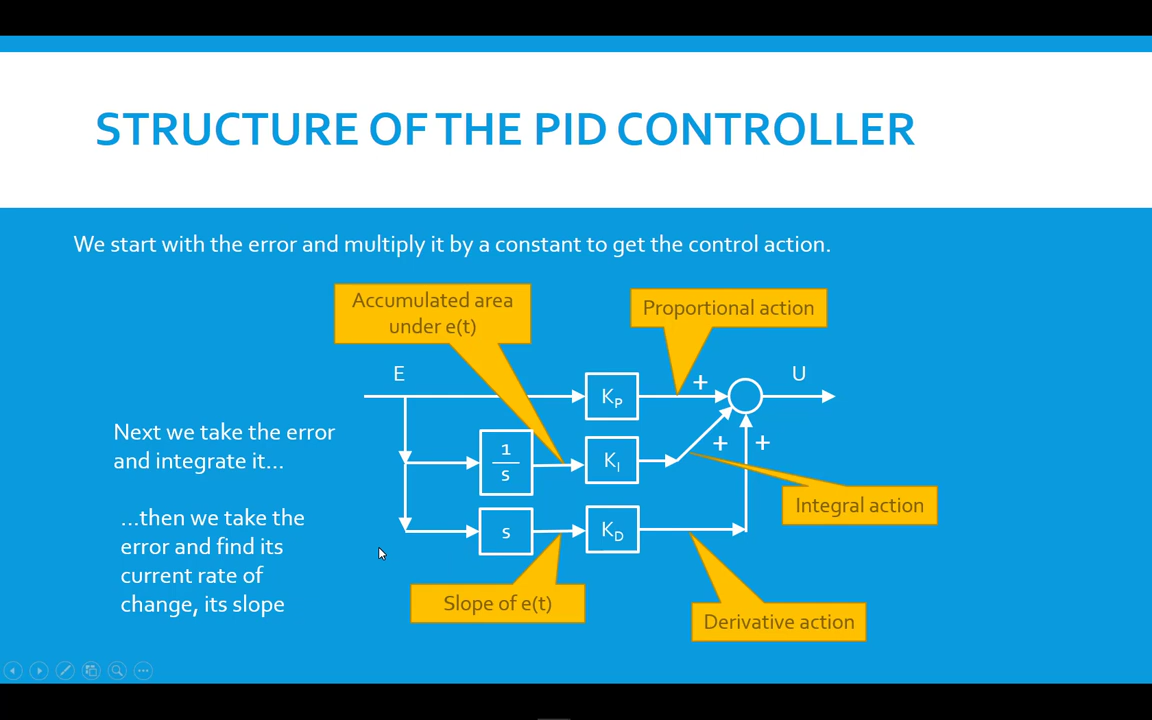 STRUCTURE OF THE PID CONTROLLER
We start with the error and multiply it by a constant to get the control action.
Accumulated area
under e(t)
Proportional action
E
K_P
+
U
Next we take the error
and integrate it...
1
s
K_I
+
+
Integral action
...then we take the
error and find its
current rate of
change, its slope
s
K_D
Slope of e(t)
Derivative action